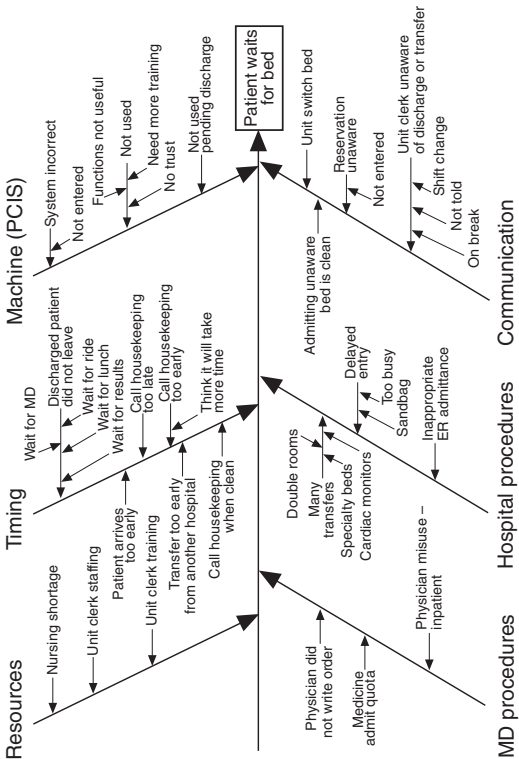 Resources
Nursing shortage
Unit clerk staffing
Unit clerk training
Timing
Wait for MD
Discharged patient
did not leave
Wait for ride
Wait for lunch
Wait for results
Patient arrives
too early
Call housekeeping
too late
Call housekeeping
too early
Think it will take
more time
Transfer too early
from another hospital
Call housekeeping
when clean
Machine (PCIS)
System incorrect
Not entered
Functions not useful
Not used
Need more training
No trust
Not used
pending discharge
Patient waits
for bed
MD procedures
Physician did
not write order
Medicine
admit quota
Physician misuse –
inpatient
Hospital procedures
Double rooms
Many
transfers
Specialty beds
Cardiac monitors
Delayed
entry
Too busy
Sandbag
Inappropriate
ER admittance
Communication
Unit switch bed
Admitting unaware
bed is clean
Reservation
unaware
Not entered
Unit clerk unaware
of discharge or transfer
Shift change
Not told
On break